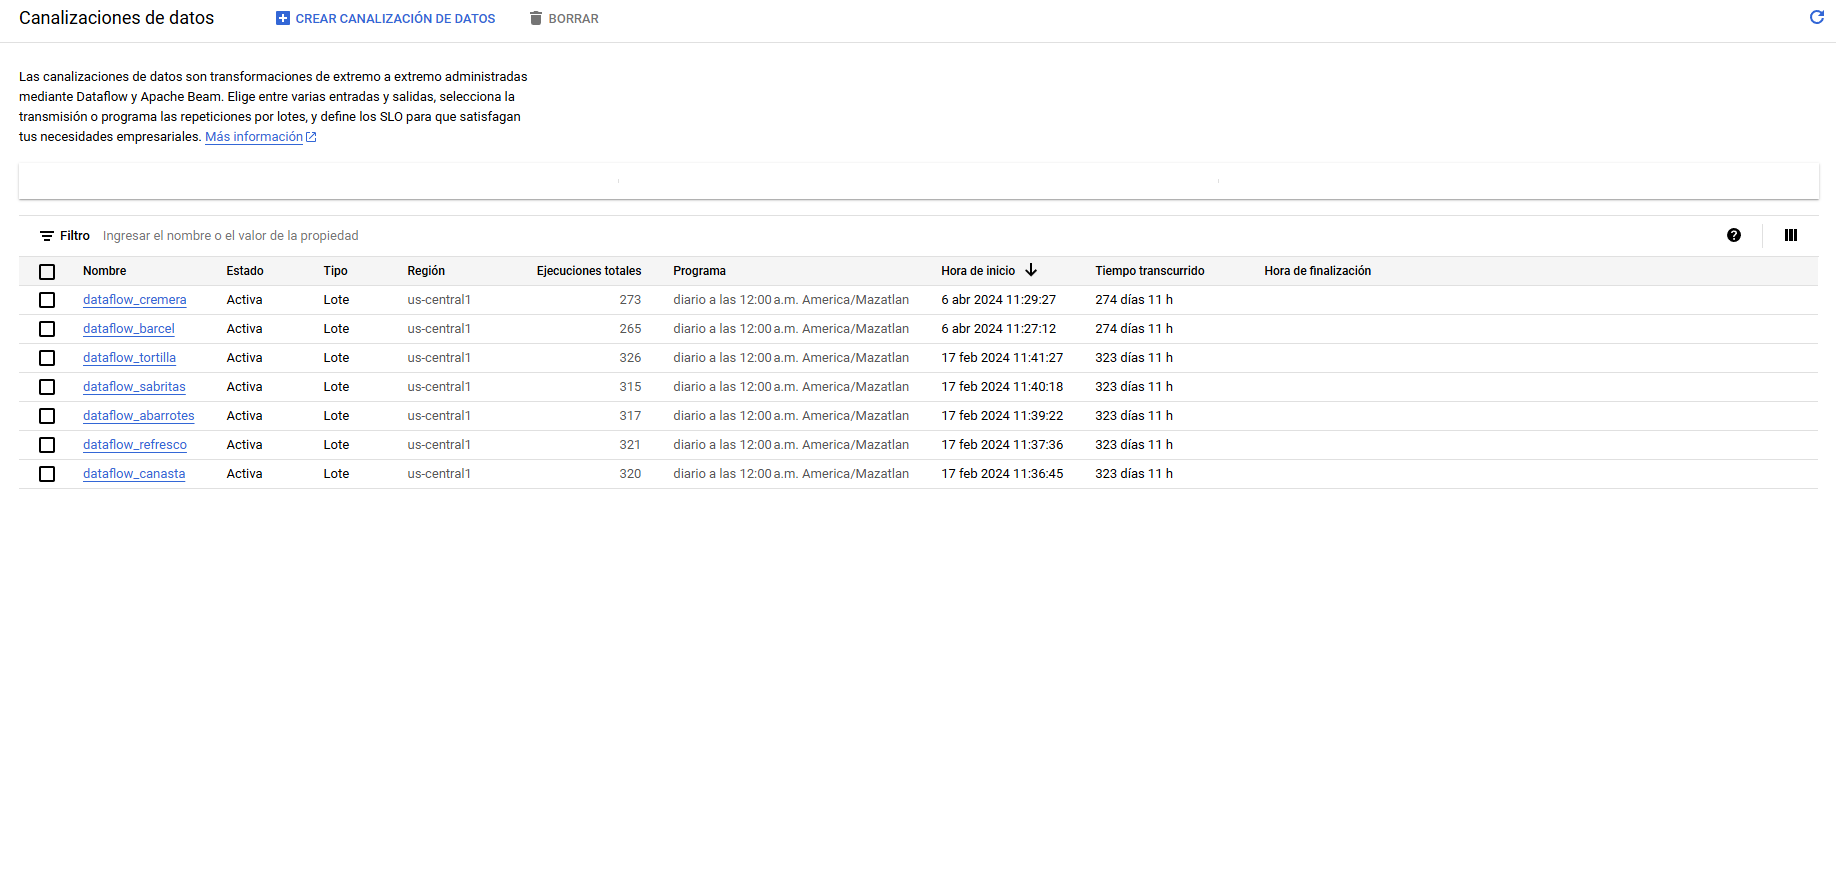 Canalizaciones de datos CREAR CANALIZACIÓN DE DATOS BORRAR
Las canalizaciones de datos son transformaciones de extremo a extremo administradas
mediante Dataflow y Apache Beam. Elige entre varias entradas y salidas, selecciona la
transmisión o programa las repeticiones por lotes, y define los SLO para que satisfagan
tus necesidades empresariales. Más información
Filtro Ingresar el nombre o el valor de la propiedad
Nombre Estado Tipo Región Ejecuciones totales Programa Hora de inicio Tiempo transcurrido Hora de finalización
dataflow_cremera Activa Lote us-central1 273 diario a las 12:00 a.m. America/Mazatlan 6 abr 2024 11:29:27 274 días 11 h
dataflow_barcel Activa Lote us-central1 265 diario a las 12:00 a.m. America/Mazatlan 6 abr 2024 11:27:12 274 días 11 h
dataflow_tortilla Activa Lote us-central1 326 diario a las 12:00 a.m. America/Mazatlan 17 feb 2024 11:41:27 323 días 11 h
dataflow_sabritas Activa Lote us-central1 315 diario a las 12:00 a.m. America/Mazatlan 17 feb 2024 11:40:18 323 días 11 h
dataflow_abarrotes Activa Lote us-central1 317 diario a las 12:00 a.m. America/Mazatlan 17 feb 2024 11:39:22 323 días 11 h
dataflow_refresco Activa Lote us-central1 321 diario a las 12:00 a.m. America/Mazatlan 17 feb 2024 11:37:36 323 días 11 h
dataflow_canasta Activa Lote us-central1 320 diario a las 12:00 a.m. America/Mazatlan 17 feb 2024 11:36:45 323 días 11 h